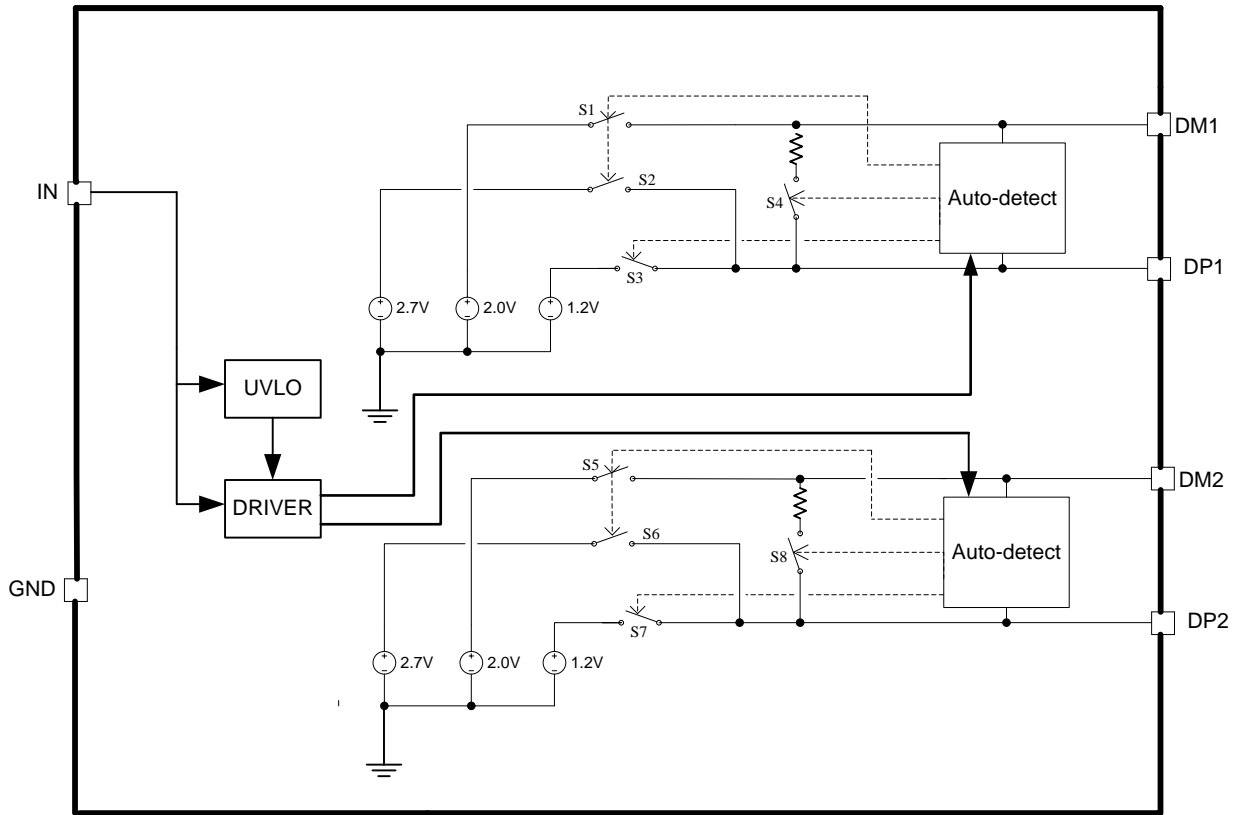 S1
DM1
IN
S2
Auto-detect
S4
S3
DP1
2.7V
2.0V
1.2V
UVLO
S5
DM2
DRIVER
S6
Auto-detect
S8
GND
DP2
S7
2.7V
2.0V
1.2V